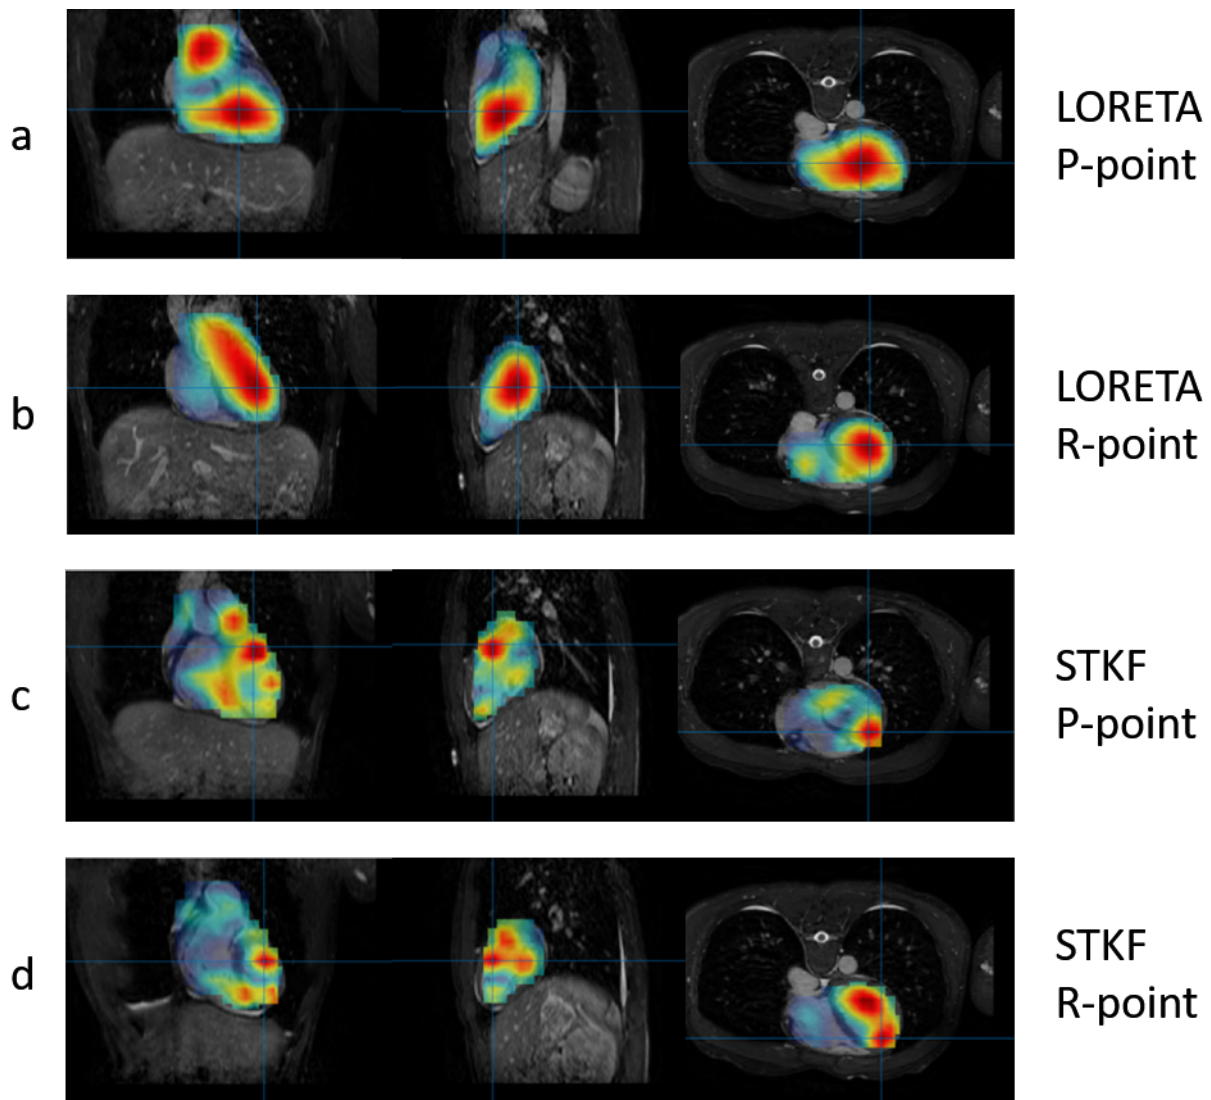 a
LORETA
P-point
b
LORETA
R-point
c
STKF
P-point
d
STKF
R-point